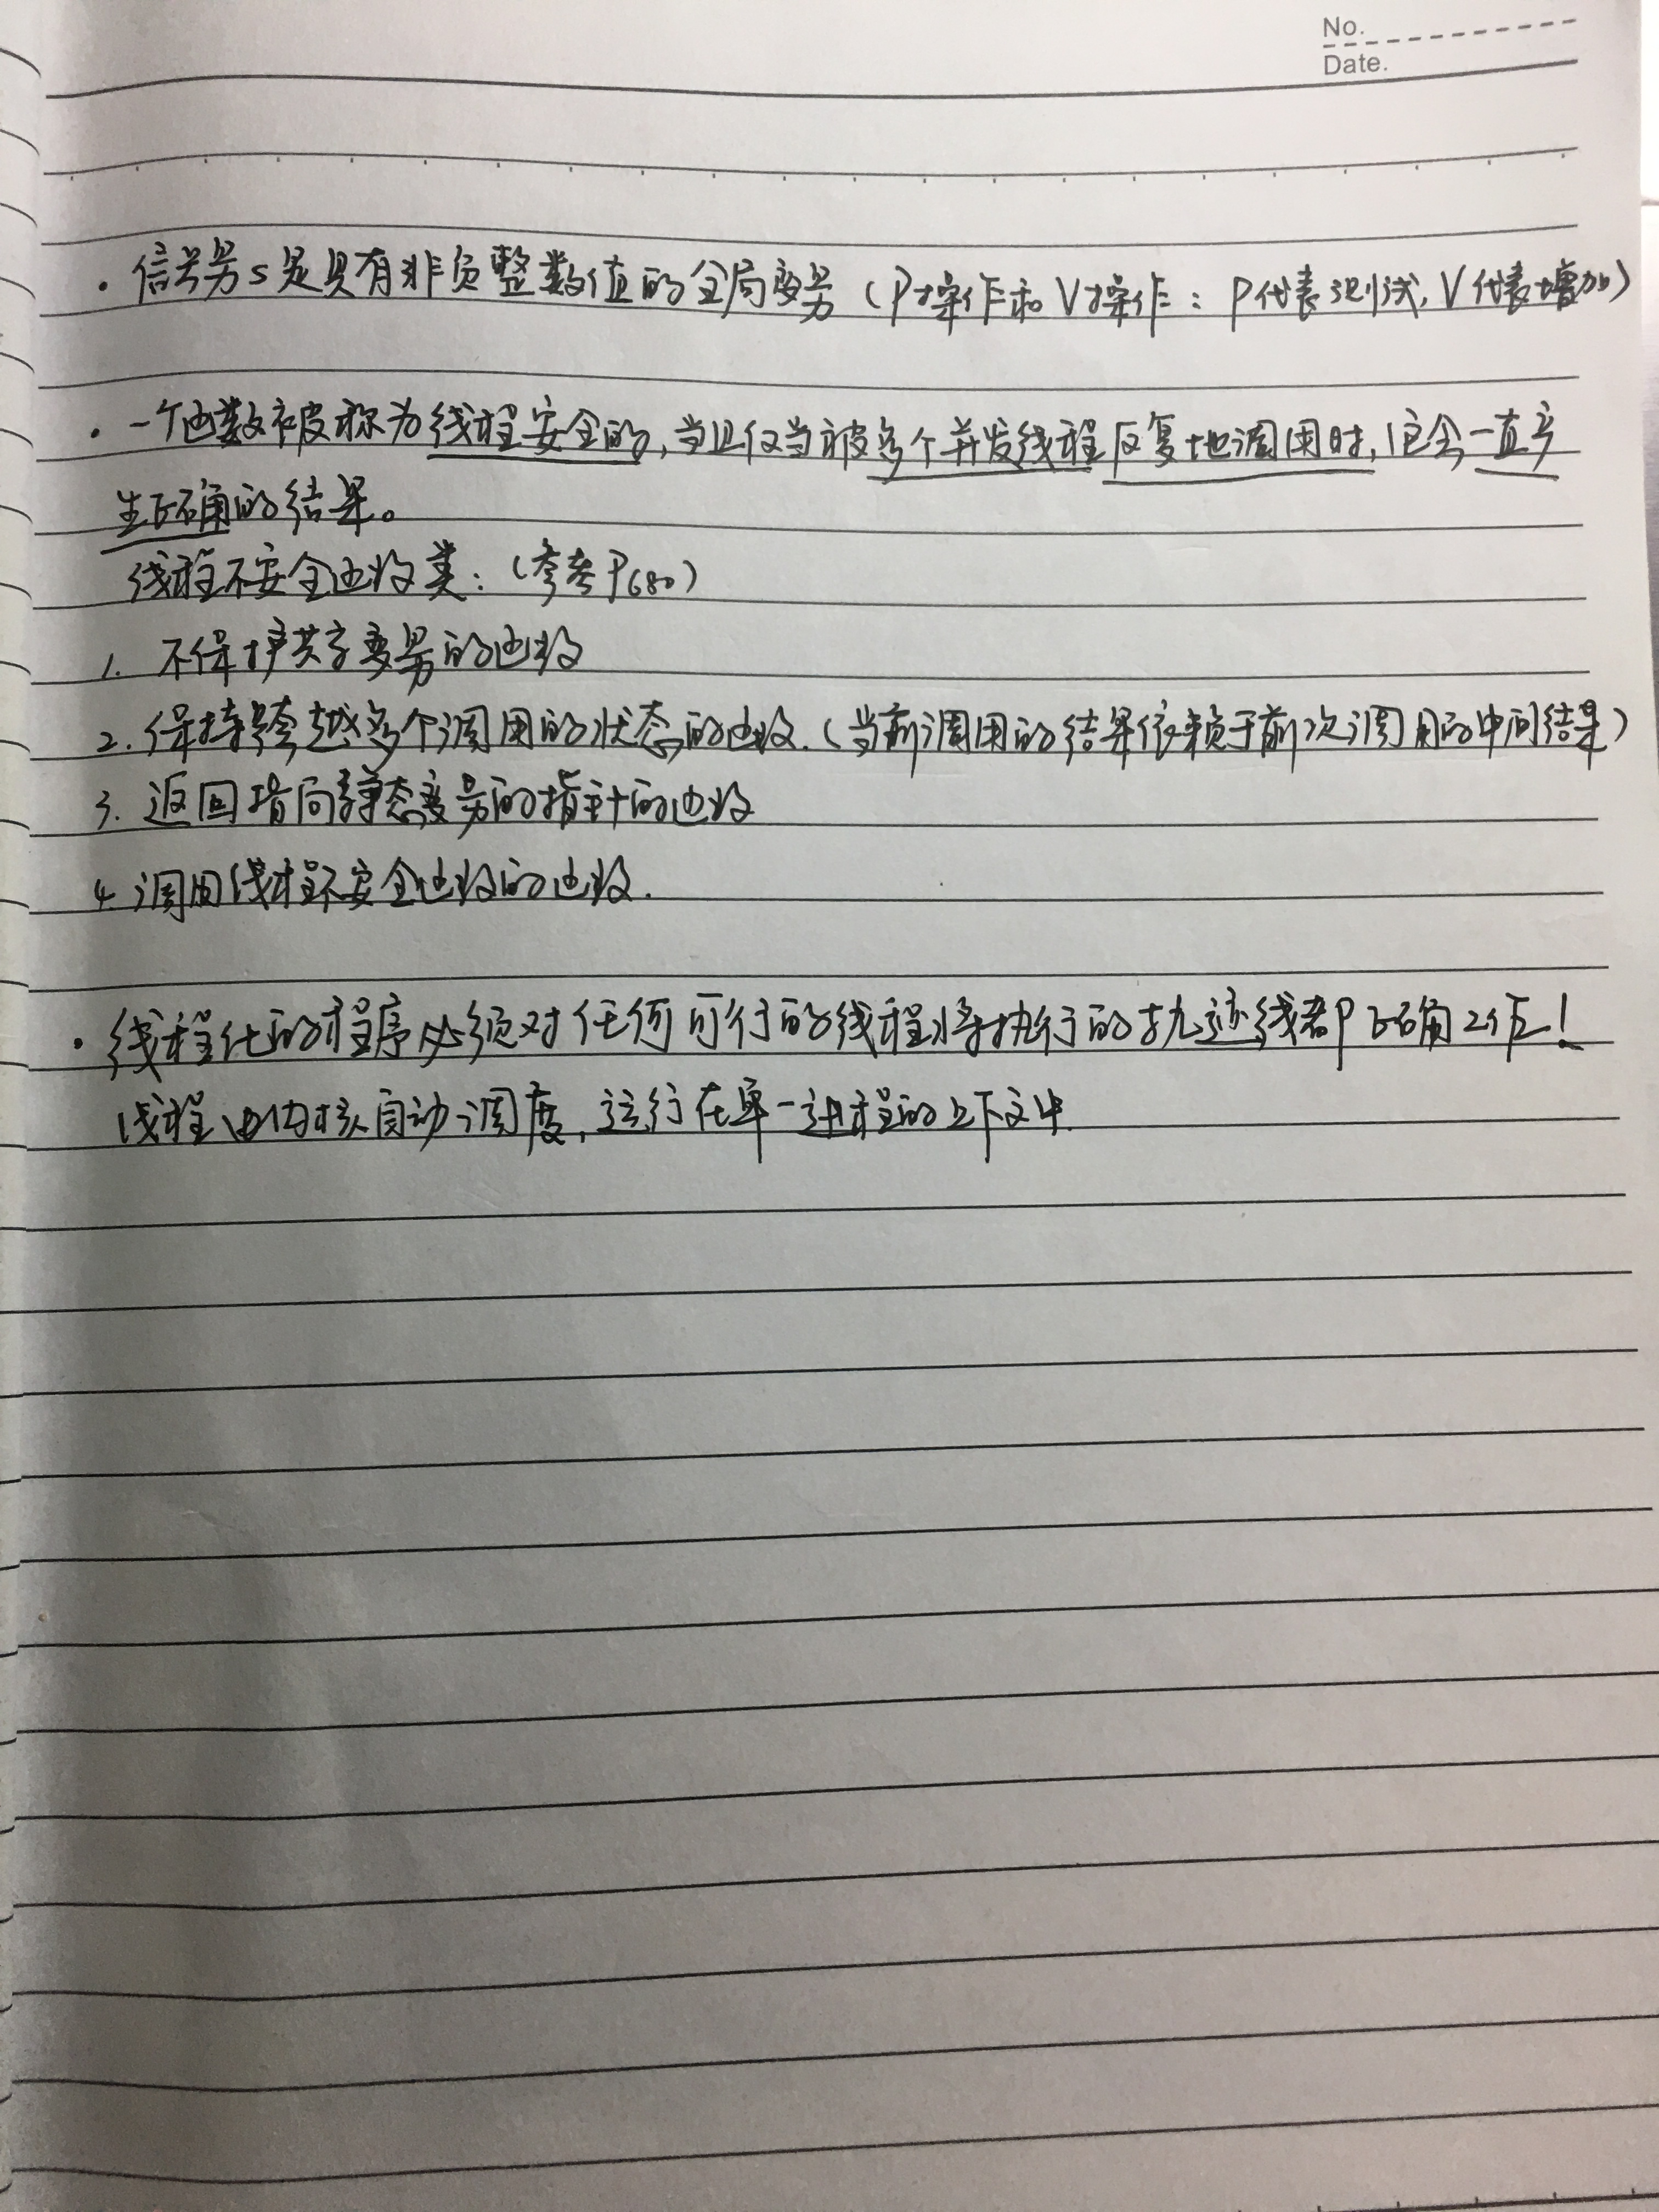 No.
Date.
· 信号量s是具有非负整数值的全局变量（P操作和V操作：P代表测试，V代表增加）
· 一个函数被称为线程安全的，当且仅当被多个并发线程反复地调用时，它会一直产
生正确的结果。
线程不安全函数类：（参考P680）
1. 不保护共享变量的函数
2. 保持跨越多个调用的状态的函数.（当前调用的结果依赖于前次调用的中间结果）
3. 返回指向静态变量的指针的函数
4. 调用线程不安全函数的函数.
· 线程化的程序必须对任何可行的线程将执行的轨迹线都正确工作！
线程由内核自动调度，运行在单一进程的上下文中.